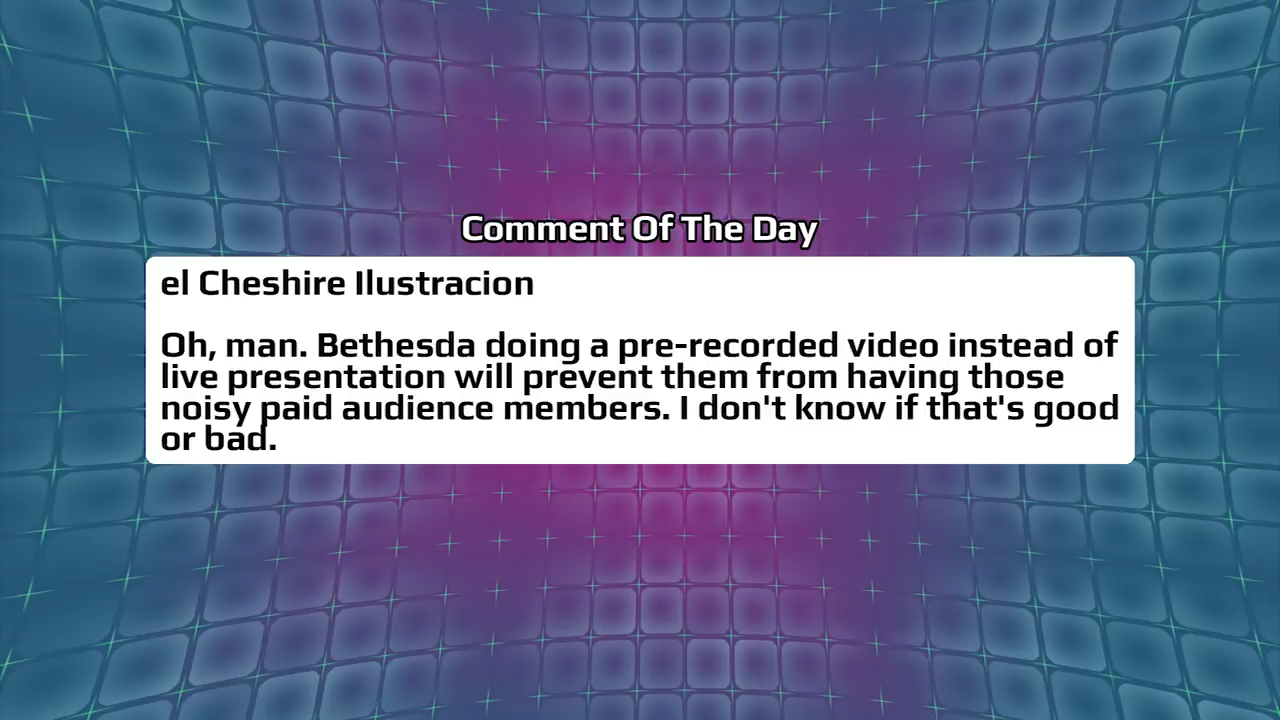 Comment Of The Day
el Cheshire Ilustracion
Oh, man. Bethesda doing a pre-recorded video instead of
live presentation will prevent them from having those
noisy paid audience members. I don't know if that's good
or bad.